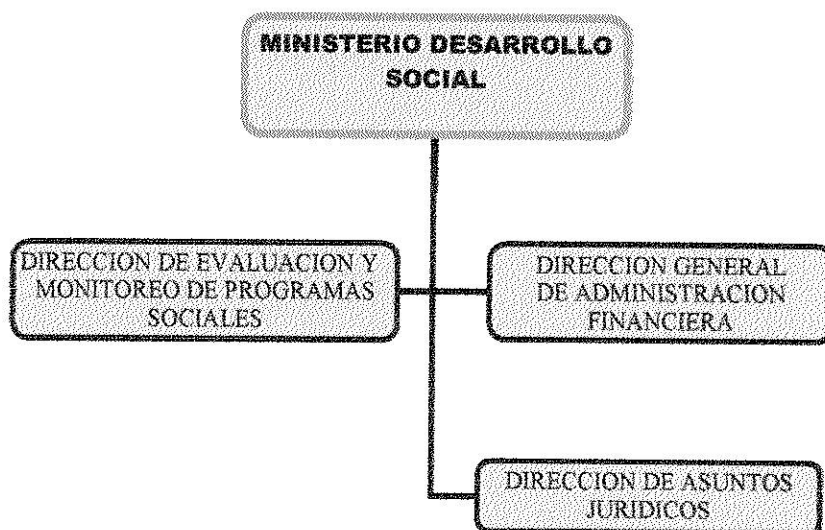 MINISTERIO DESARROLLO
SOCIAL
DIRECCION DE EVALUACION Y
MONITOREO DE PROGRAMAS
SOCIALES
DIRECCION GENERAL
DE ADMINISTRACION
FINANCIERA
DIRECCION DE ASUNTOS
JURIDICOS